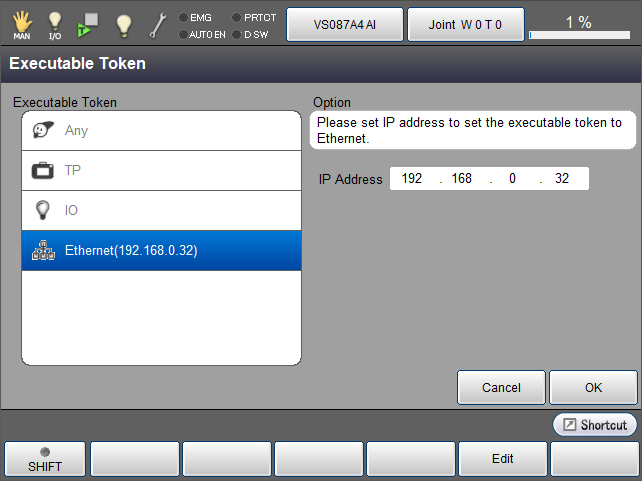 MAN
I/O
EMG
PRTCT
AUTO EN
D SW
VS087A4 AI
Joint W 0 T 0
1 %
Executable Token
Executable Token
Option
Any
TP
IO
Ethernet(192.168.0.32)
Please set IP address to set the executable token to
Ethernet.
IP Address 192 . 168 . 0 . 32
Cancel
OK
Shortcut
SHIFT
Edit